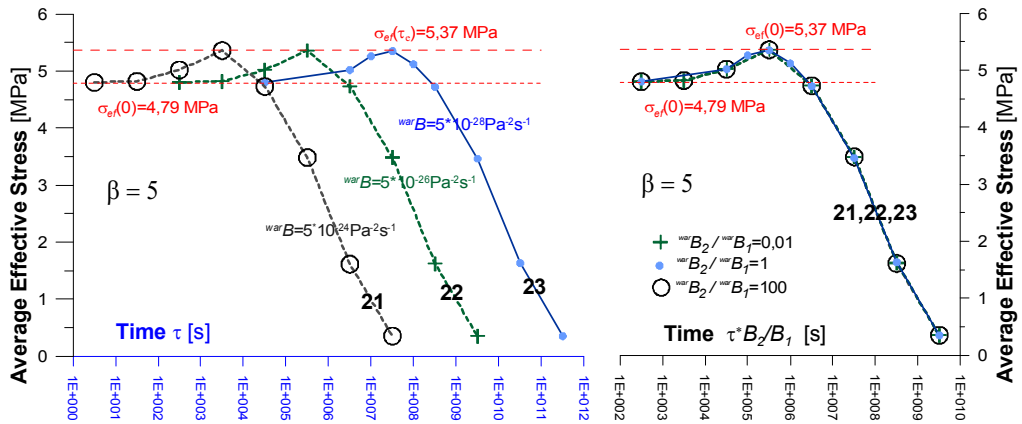 Average Effective Stress [MPa]
6
5
4
3
2
1
0
σef(τc)=5,37 MPa
σef(0)=4,79 MPa
warB=5*10-28Pa-2s-1
warB=5*10-26Pa-2s-1
warB=5*10-24Pa-2s-1
β = 5
21
22
23
Time τ [s]
1E+000
1E+001
1E+002
1E+003
1E+004
1E+005
1E+006
1E+007
1E+008
1E+009
1E+010
1E+011
1E+012
σef(0)=5,37 MPa
σef(0)=4,79 MPa
β = 5
21,22,23
warB2/warB1=0,01
warB2/warB1=1
warB2/warB1=100
Time τ*B2/B1 [s]
1E+002
1E+003
1E+004
1E+005
1E+006
1E+007
1E+008
1E+009
1E+010
6
5
4
3
2
1
0
Average Effective Stress [MPa]